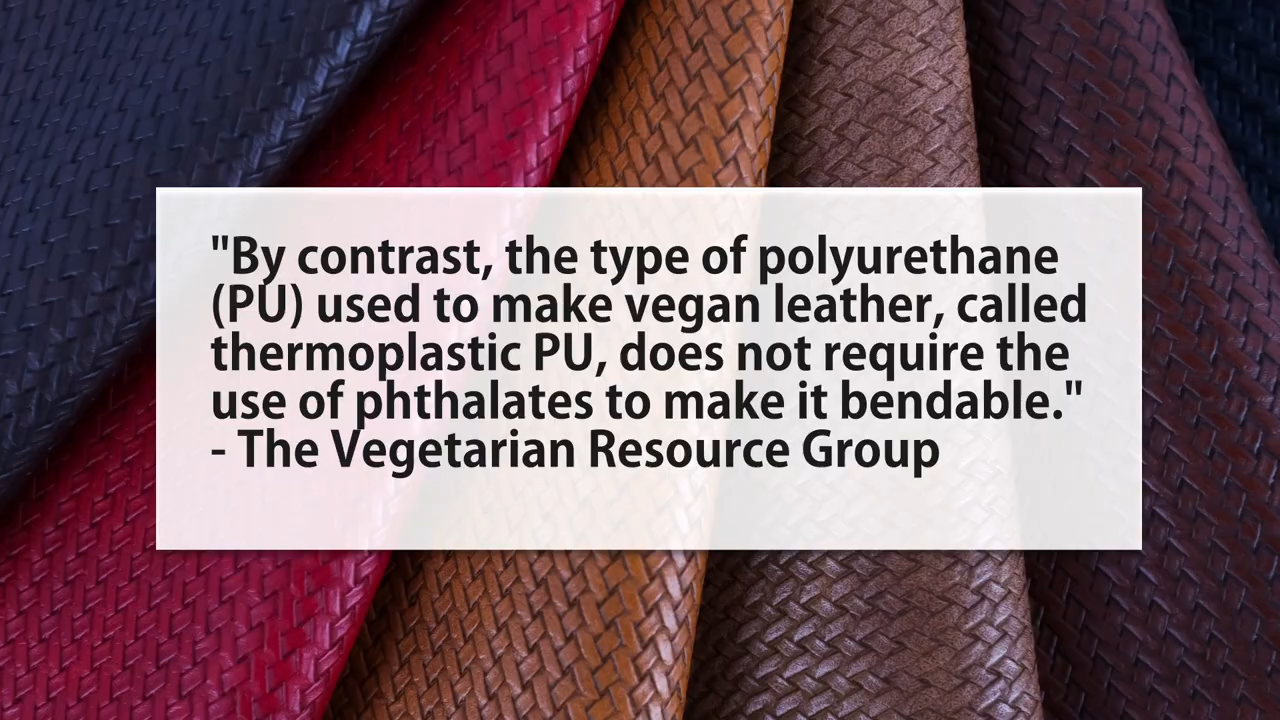 "By contrast, the type of polyurethane
(PU) used to make vegan leather, called
thermoplastic PU, does not require the
use of phthalates to make it bendable."
- The Vegetarian Resource Group